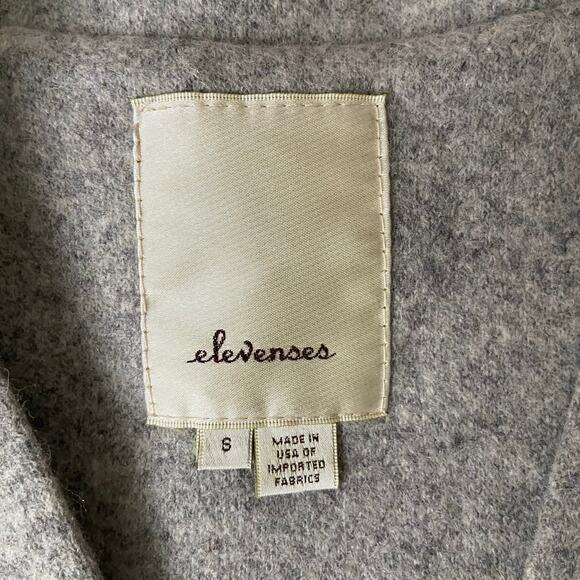 elevenses
S
MADE IN
USA OF
IMPORTED
FABRICS